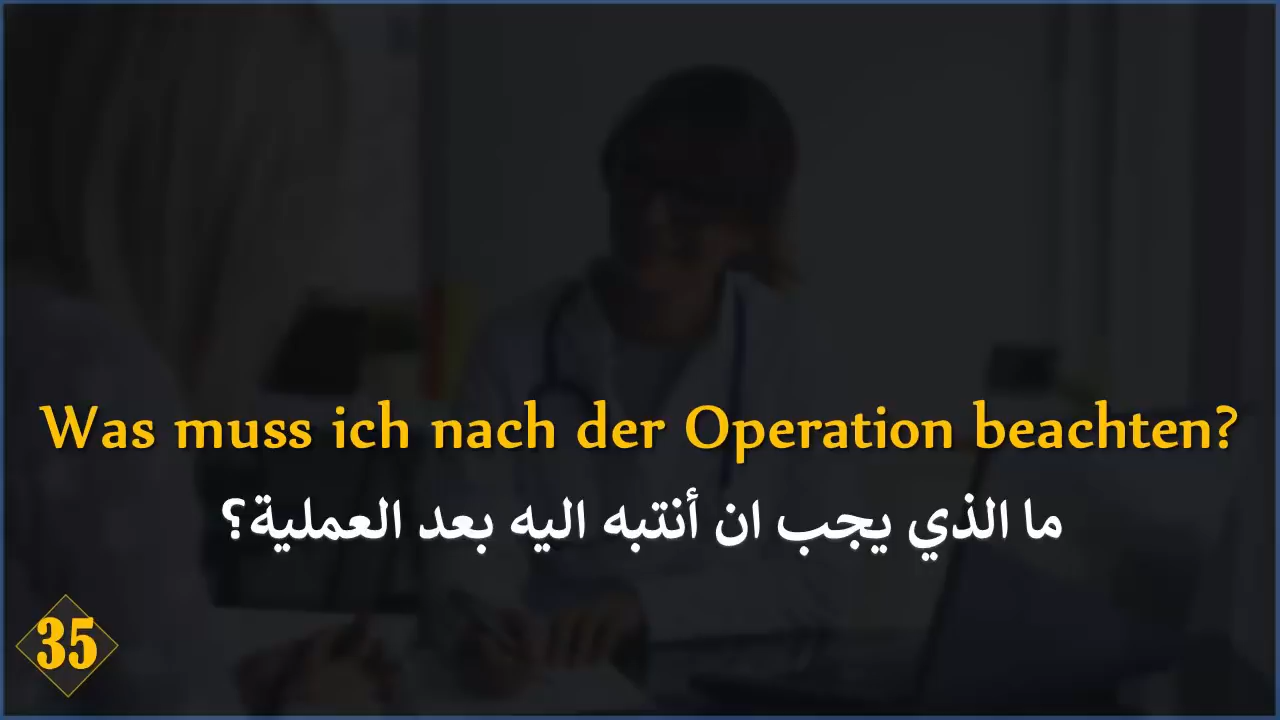 Was muss ich nach der Operation beachten?
ما الذي يجب ان أنتبه اليه بعد العملية؟
35